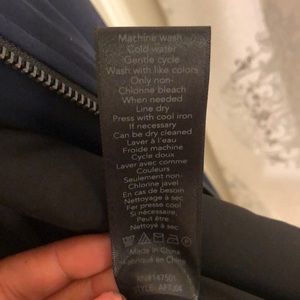 Machine wash
Cold water
Gentle cycle
Wash with like colors
Only non-
Chlorine bleach
When needed
Line dry
Press with cool iron
If necessary
Can be dry cleaned
Laver à l'eau
Froide machine
Cycle doux
Laver avec comme
Couleurs
Seulement non-
Chlorine javel
En cas de besoin
Nettoyage à sec
Fer presse cool
Si nécessaire,
Peut être
Nettoyé à sec
Made in China
Fabriqué en Chine
RN#147501
STYLE: